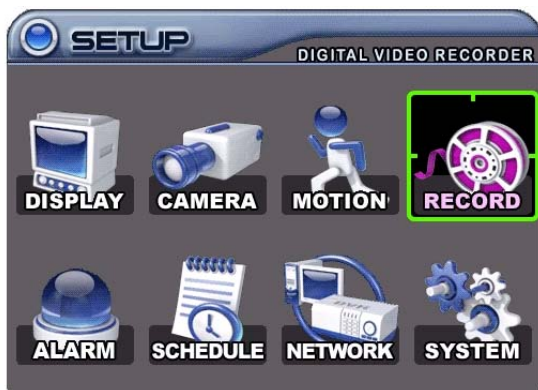 SETUP
DIGITAL VIDEO RECORDER
DISPLAY
CAMERA
MOTION
RECORD
ALARM
SCHEDULE
NETWORK
SYSTEM